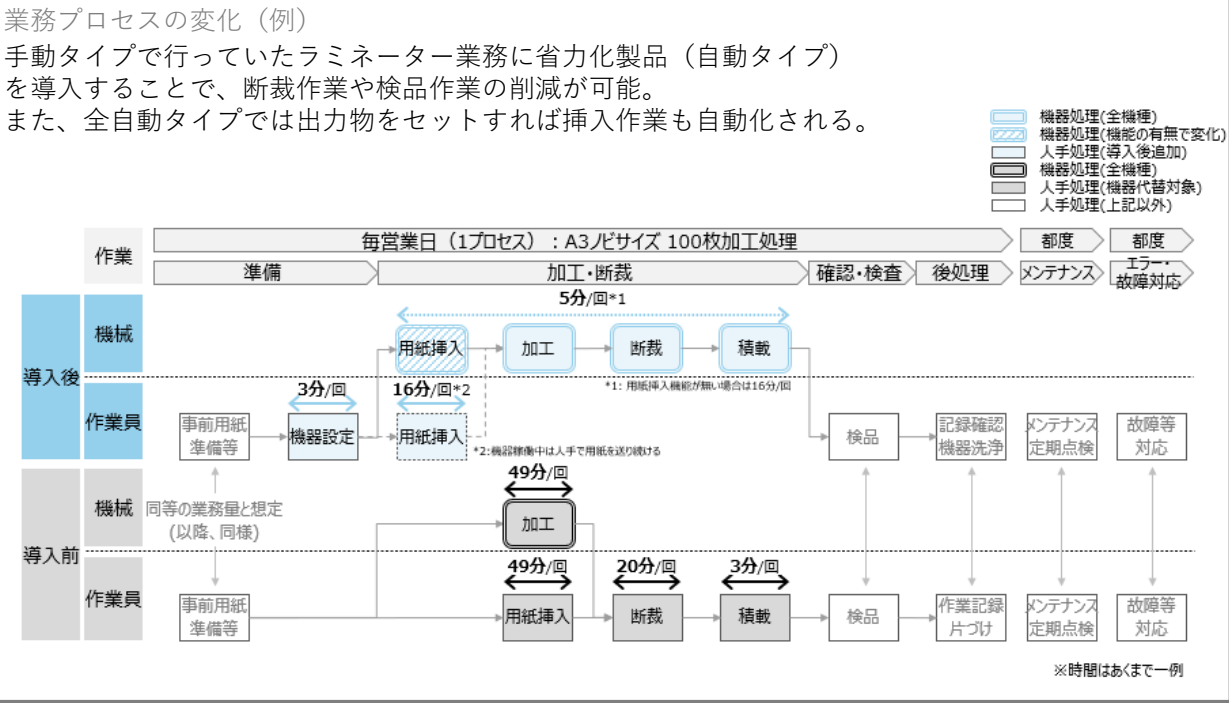 業務プロセスの変化（例）
手動タイプで行っていたラミネーター業務に省力化製品（自動タイプ）
を導入することで、断裁作業や検品作業の削減が可能。
また、全自動タイプでは出力物をセットすれば挿入作業も自動化される。
機器処理(全機種)
機器処理(機能の有無で変化)
人手処理(導入後追加)
機器処理(全機種)
人手処理(機器代替対象)
人手処理(上記以外)
作業
毎営業日（1プロセス）：A3ノビサイズ 100枚加工処理
都度
都度
準備
加工・断裁
確認・検査
後処理
メンテナンス
エラー・
故障対応
導入後
機械
5分/回*1
用紙挿入
加工
断裁
積載
*1: 用紙挿入機能が無い場合は16分/回
作業員
3分/回
16分/回*2
事前用紙
準備等
機器設定
用紙挿入
*2:機器稼働中は人手で用紙を送り続ける
検品
記録確認
機器洗浄
メンテナンス
定期点検
故障等
対応
導入前
機械
同等の業務量と想定
(以降、同様)
49分/回
加工
作業員
49分/回
20分/回
3分/回
事前用紙
準備等
用紙挿入
断裁
積載
検品
作業記録
片づけ
メンテナンス
定期点検
故障等
対応
※時間はあくまで一例